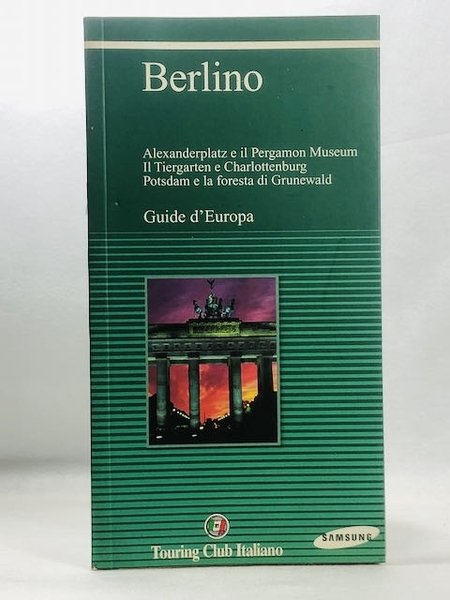 Berlino
Alexanderplatz e il Pergamon Museum
Il Tiergarten e Charlottenburg
Potsdam e la foresta di Grunewald
Guide d'Europa
Touring Club Italiano
SAMSUNG